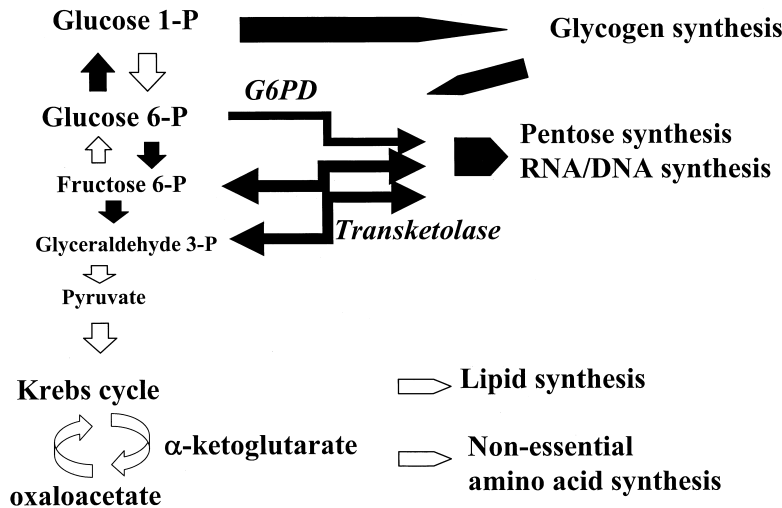 Glucose 1-P
Glycogen synthesis
G6PD
Glucose 6-P
Pentose synthesis
RNA/DNA synthesis
Fructose 6-P
Transketolase
Glyceraldehyde 3-P
Pyruvate
Krebs cycle
Lipid synthesis
α-ketoglutarate
Non-essential
amino acid synthesis
oxaloacetate